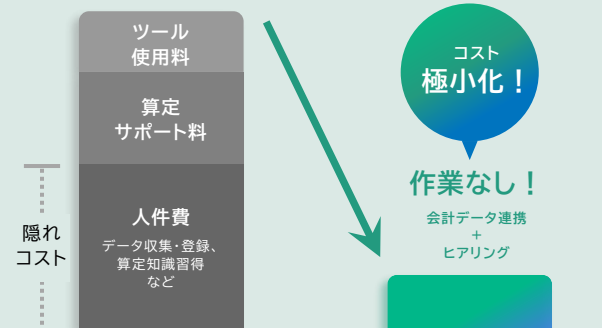 ツール
使用料
算定
サポート料
人件費
データ収集・登録、
算定知識習得
など
隠れ
コスト
コスト
極小化！
作業なし！
会計データ連携
+
ヒアリング